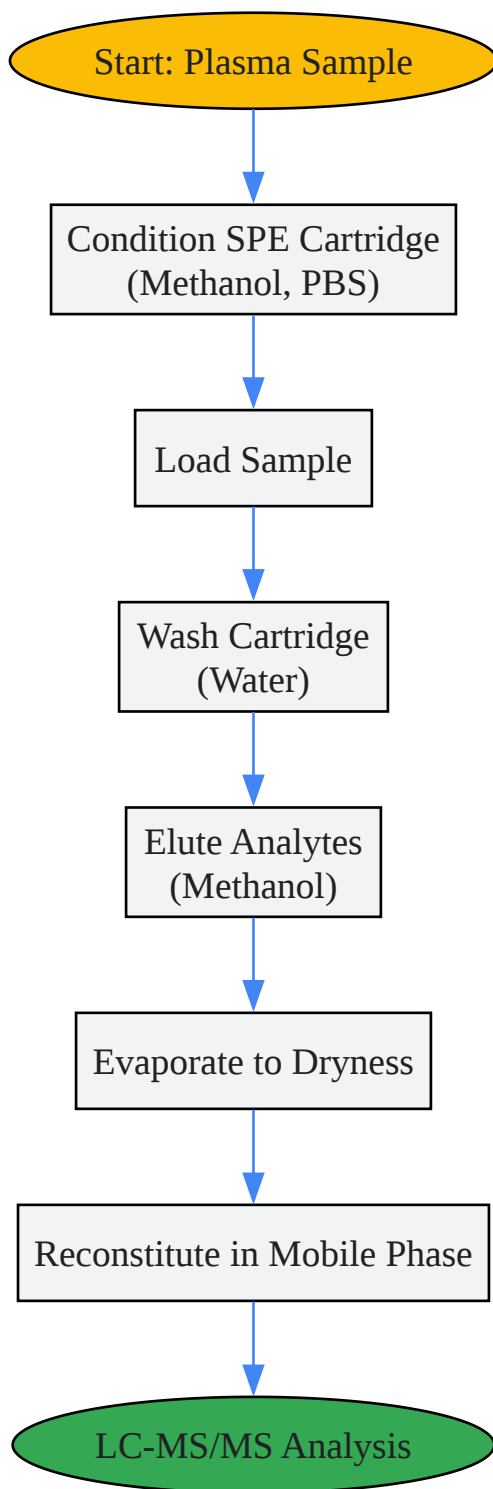 Start: Plasma Sample
Condition SPE Cartridge
(Methanol, PBS)
Load Sample
Wash Cartridge
(Water)
Elute Analytes
(Methanol)
Evaporate to Dryness
Reconstitute in Mobile Phase
LC-MS/MS Analysis